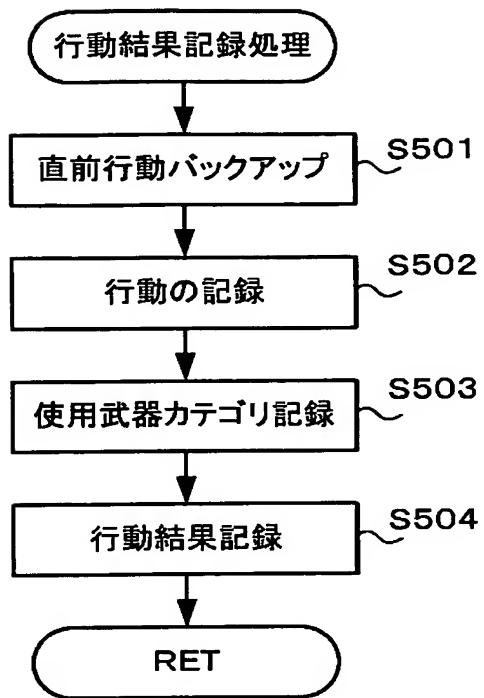 行動結果記録処理
直前行動バックアップ
S501
行動の記録
S502
使用武器カテゴリ記録
S503
行動結果記録
S504
RET